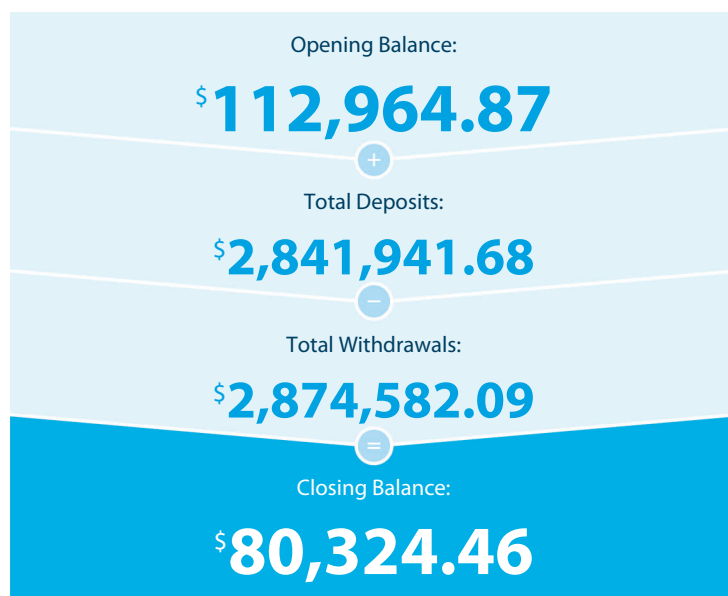 Opening Balance:
$112,964.87
+
Total Deposits:
$2,841,941.68
−
Total Withdrawals:
$2,874,582.09
=
Closing Balance:
$80,324.46